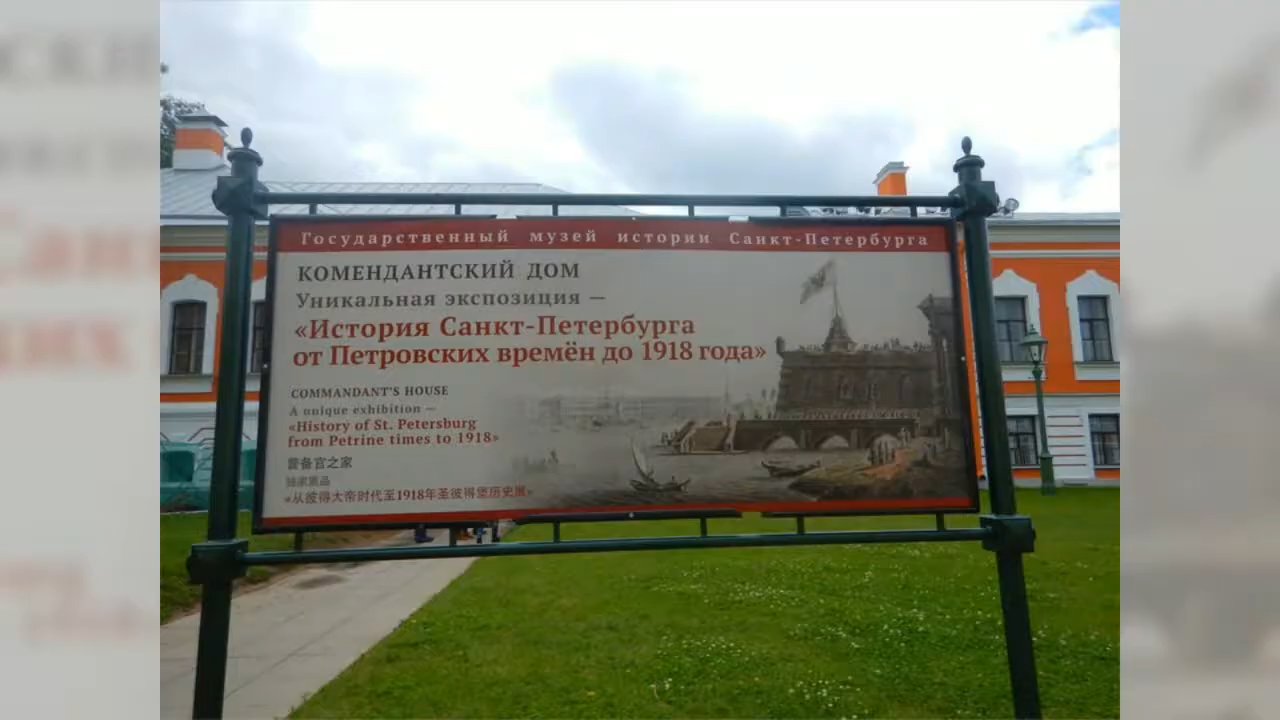 Государственный музей истории Санкт-Петербурга
КОМЕНДАНТСКИЙ ДОМ
Уникальная экспозиция —
«История Санкт-Петербурга
от Петровских времён до 1918 года»
COMMANDANT'S HOUSE
A unique exhibition —
«History of St. Petersburg
from Petrine times to 1918»
警备官之家
独家展品
«从彼得大帝时代至1918年圣彼得堡历史展»